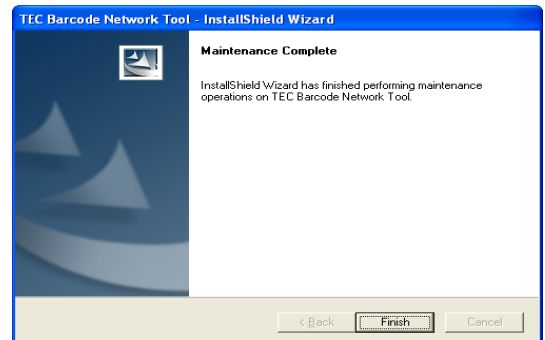 TEC Barcode Network Tool - InstallShield Wizard
Maintenance Complete
InstallShield Wizard has finished performing maintenance
operations on TEC Barcode Network Tool.
< Back Finish Cancel